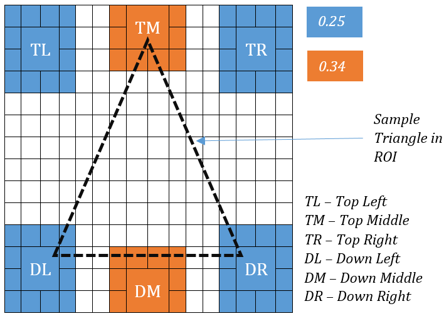 TL
TM
TR
0.25
0.34
Sample
Triangle in
ROI
TL – Top Left
TM – Top Middle
TR – Top Right
DL – Down Left
DM – Down Middle
DR – Down Right
DL
DM
DR